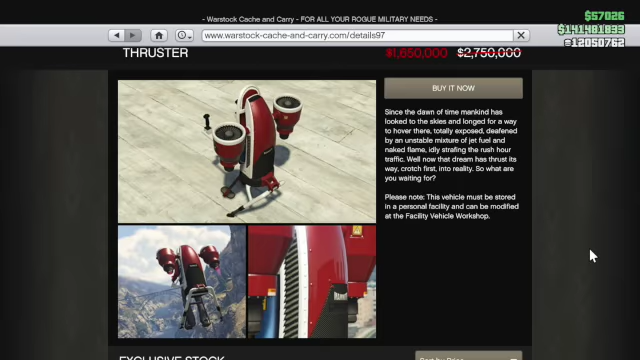 - Warstock Cache and Carry - FOR ALL YOUR ROGUE MILITARY NEEDS -
$57026
$141481833
12050762
www.warstock-cache-and-carry.com/details97
THRUSTER
$1,650,000 $2,750,000
BUY IT NOW
Since the dawn of time mankind has
looked to the skies and longed for a way
to hover there, totally exposed, deafened
by an unstable mixture of jet fuel and
naked flame, idly strafing the rush hour
traffic. Well now that dream has thrust its
way, crotch first, into reality. So what are
you waiting for?
Please note: This vehicle must be stored
in a personal facility and can be modified
at the Facility Vehicle Workshop.
MAMMOTH
EXCLUSIVE STOCK
Sort by Price